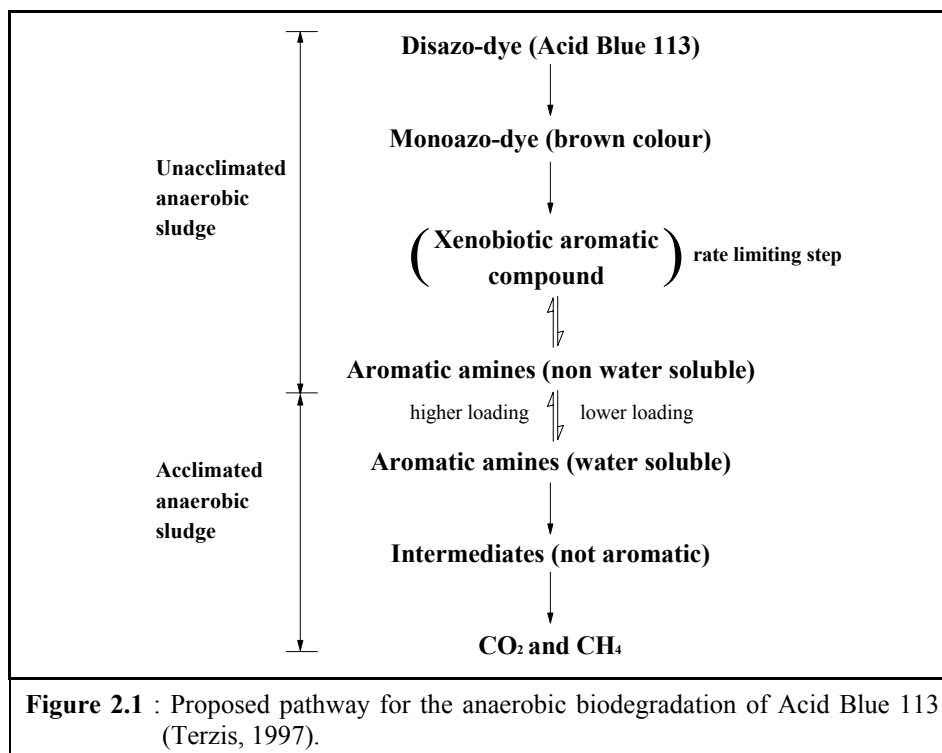 Disazo-dye (Acid Blue 113)
Monoazo-dye (brown colour)
Unacclimated
anaerobic
sludge
(Xenobiotic aromatic
compound) rate limiting step
Aromatic amines (non water soluble)
higher loading lower loading
Aromatic amines (water soluble)
Acclimated
anaerobic
sludge
Intermediates (not aromatic)
CO₂ and CH₄
Figure 2.1 : Proposed pathway for the anaerobic biodegradation of Acid Blue 113
(Terzis, 1997).